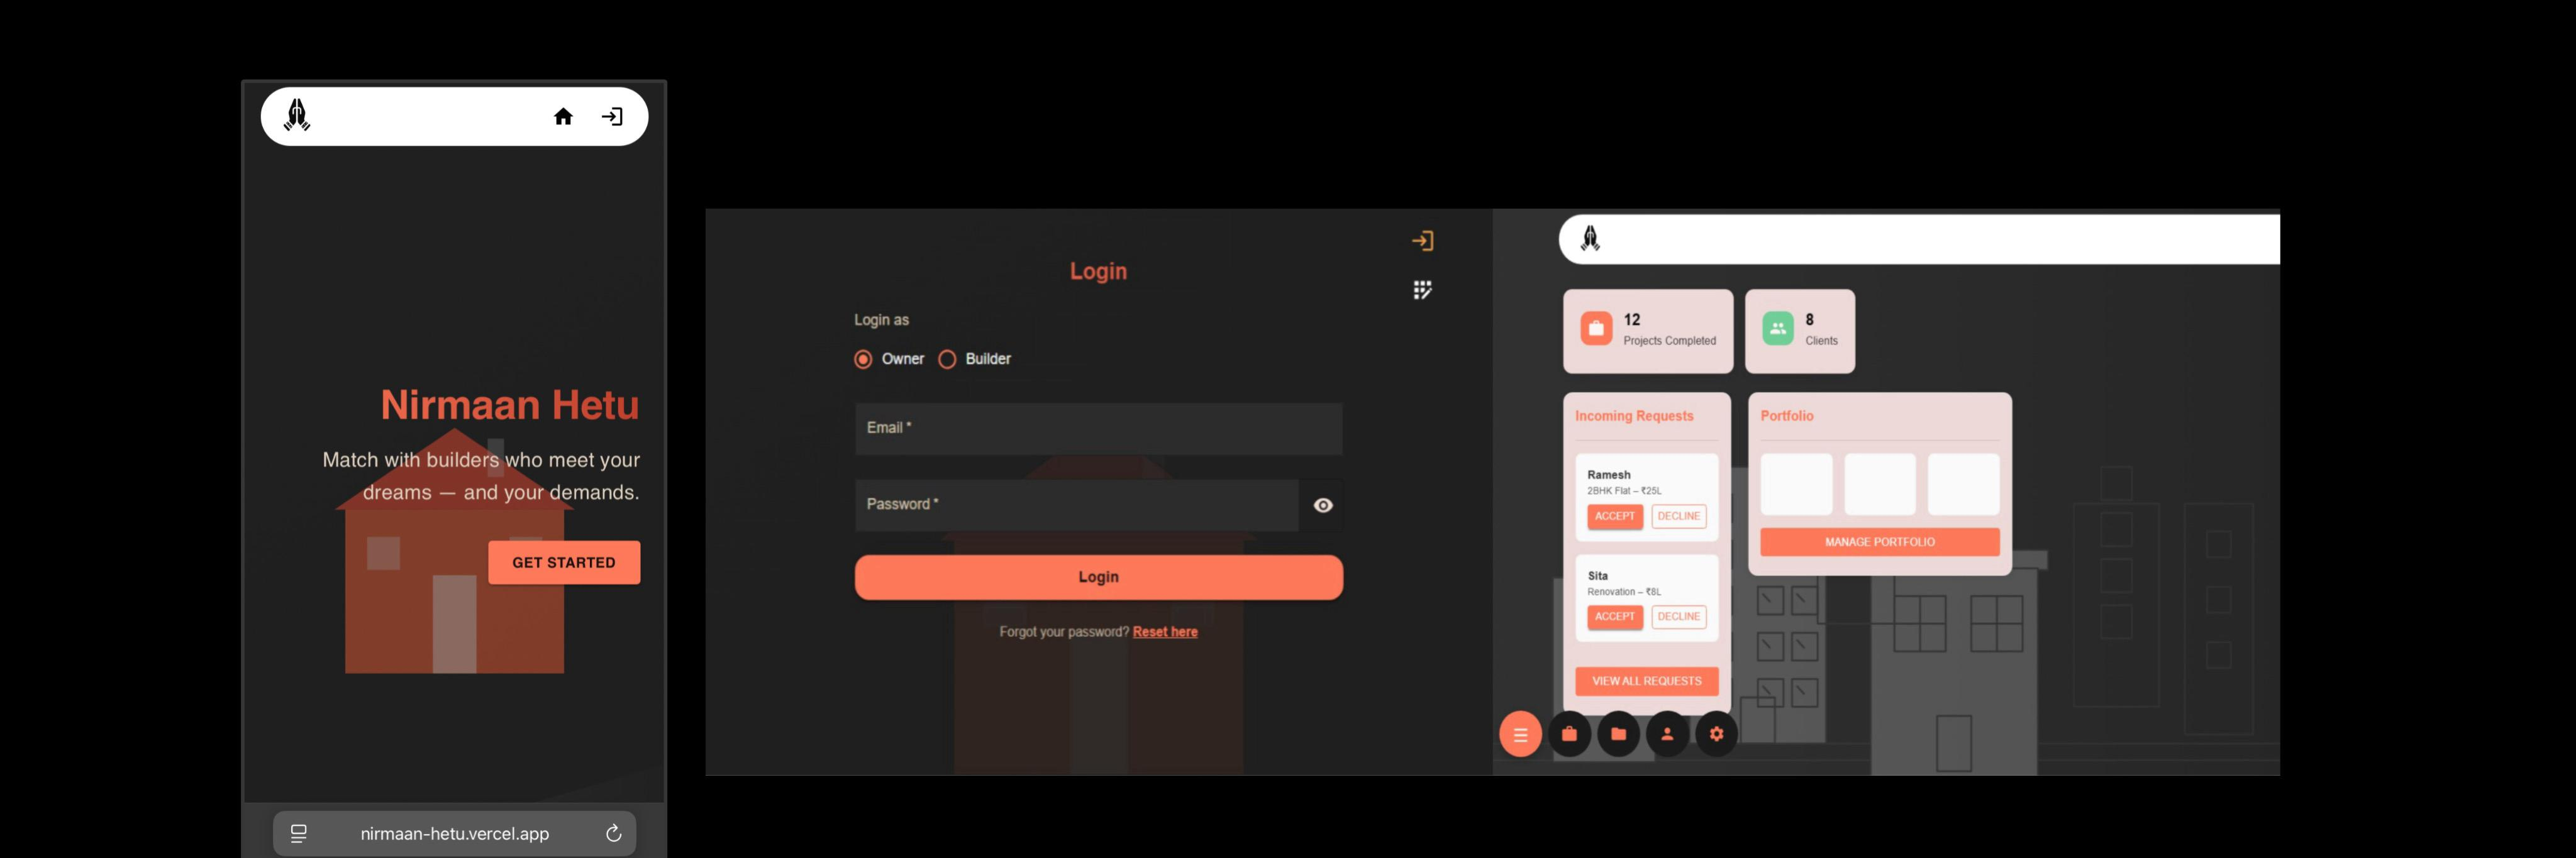 Nirmaan Hetu
Match with builders who meet your
dreams — and your demands.
GET STARTED
nirmaan-hetu.vercel.app
Login
Login as
Owner
Builder
Email *
Password *
Login
Forgot your password? Reset here
12
Projects Completed
8
Clients
Incoming Requests
Ramesh
2BHK Flat – ₹25L
ACCEPT
DECLINE
Sita
Renovation – ₹8L
ACCEPT
DECLINE
VIEW ALL REQUESTS
Portfolio
MANAGE PORTFOLIO